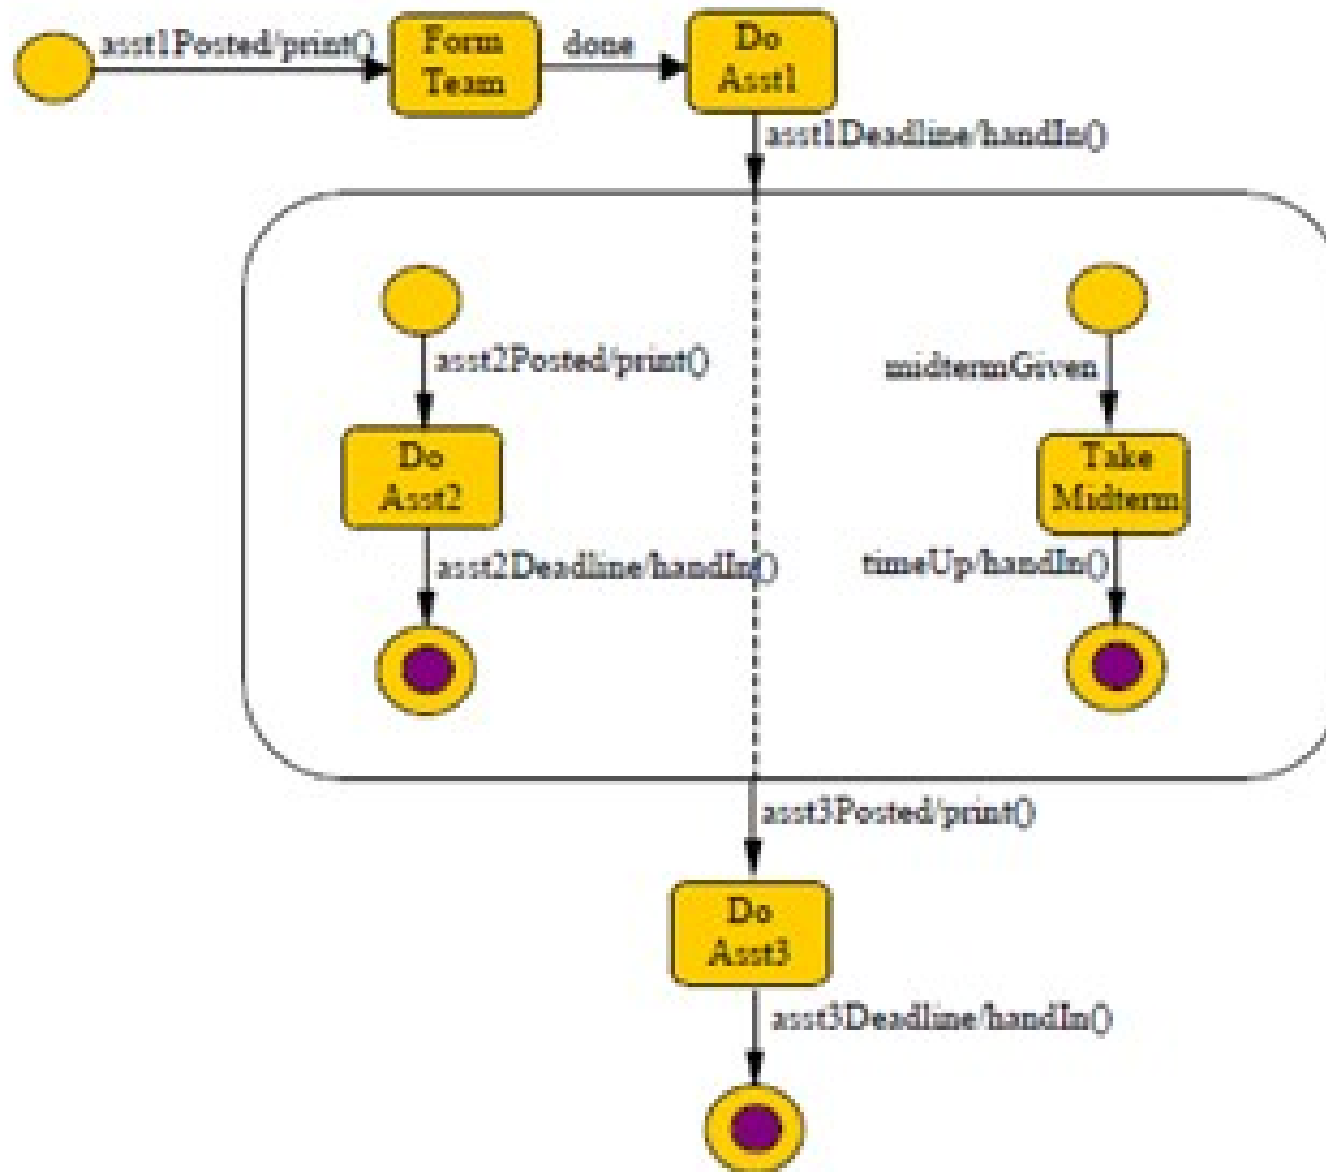 asst1Posted/print()
Form
Team
done
Do
Asst1
asst1Deadline/handIn()
asst2Posted/print()
midtermGiven
Do
Asst2
Take
Midterm
asst2Deadline/handIn()
timeUp/handIn()
asst3Posted/print()
Do
Asst3
asst3Deadline/handIn()